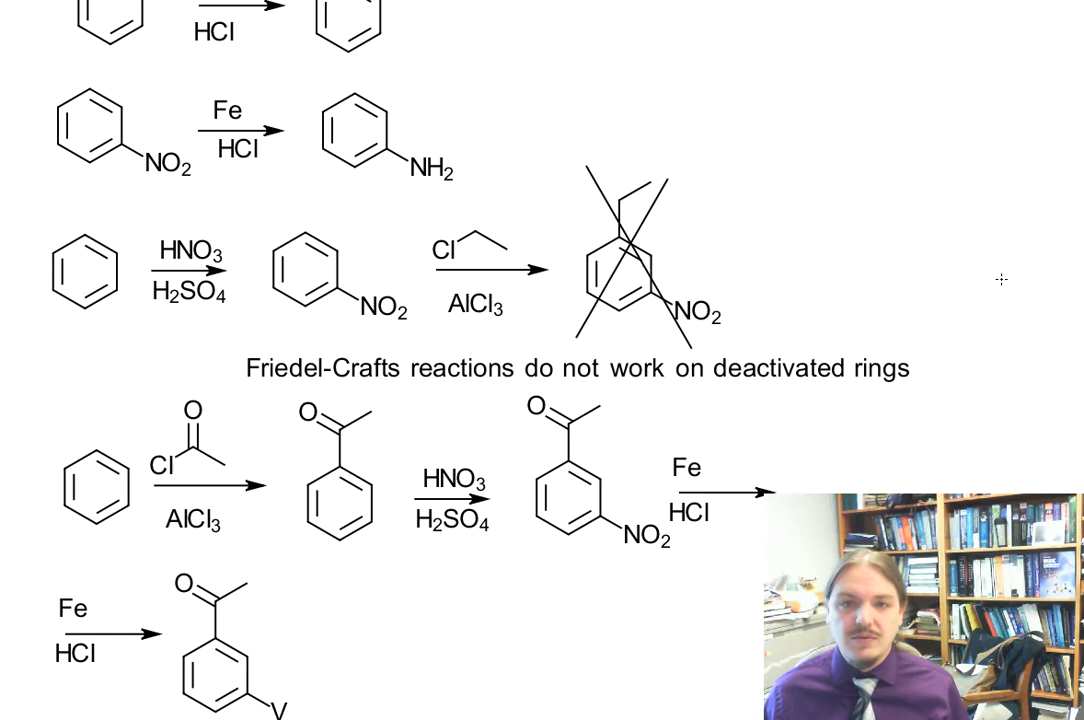 HCl
Fe
HCl
NO2
NH2
HNO3
H2SO4
NO2
Cl
AlCl3
NO2
Friedel-Crafts reactions do not work on deactivated rings
O
Cl
AlCl3
O
HNO3
H2SO4
O
NO2
Fe
HCl
Fe
HCl
O
V